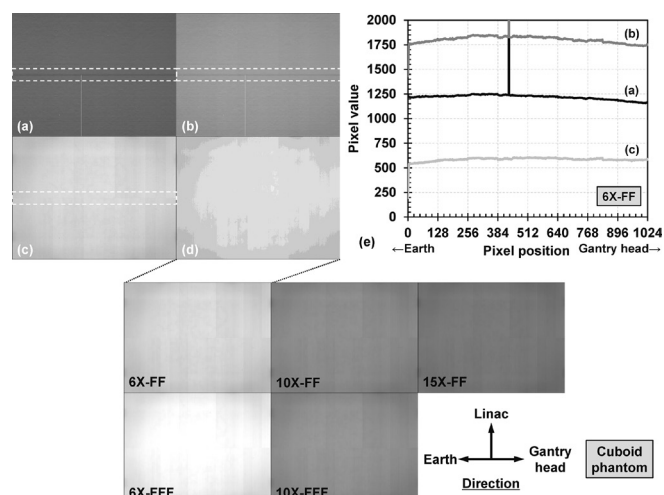 (a)
(b)
(c)
(d)
(e)
Pixel value
2000
1750
1500
1250
1000
750
500
250
0
(b)
(a)
(c)
6X-FF
0 128 256 384 512 640 768 896 1024
←Earth Pixel position Gantry head→
6X-FF
10X-FF
15X-FF
6X-FFF
10X-FFF
Linac
Earth
Gantry
head
Direction
Cuboid
phantom